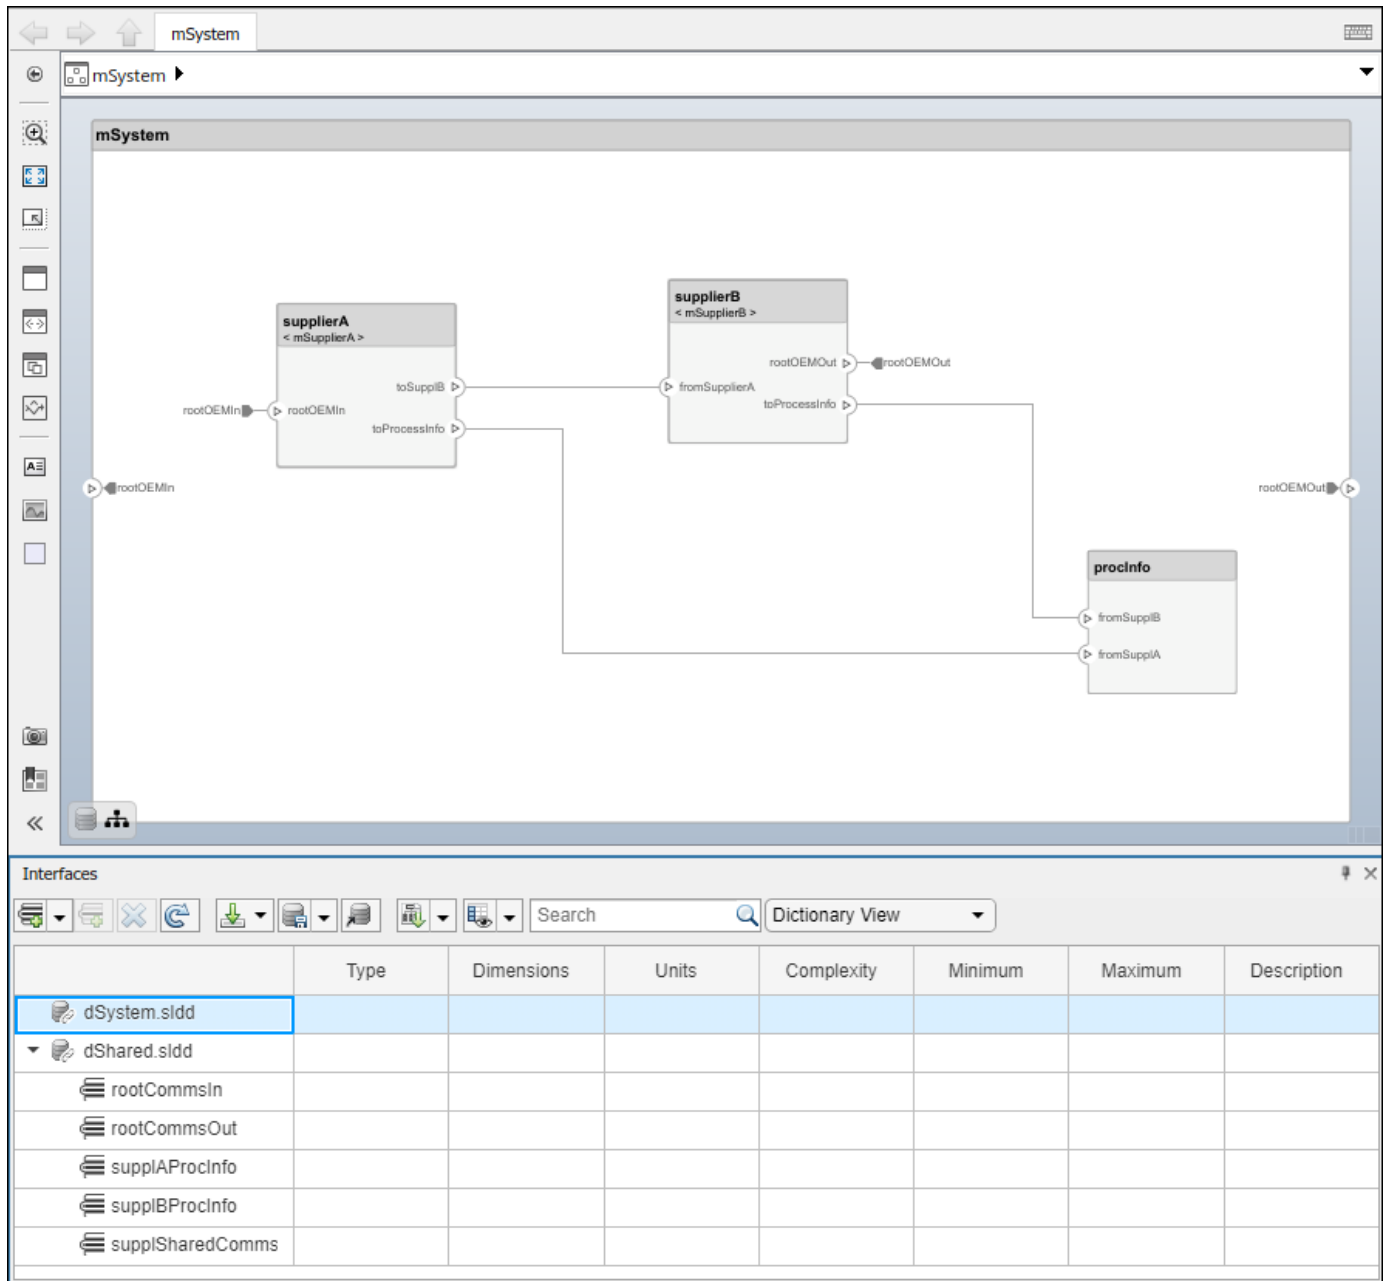 mSystem
mSystem
mSystem
supplierA
< mSupplierA >
rootOEMIn
rootOEMIn
toSupplB
toProcessInfo
supplierB
< mSupplierB >
rootOEMOut
rootOEMOut
fromSupplierA
toProcessInfo
rootOEMIn
rootOEMOut
procInfo
fromSupplB
fromSupplA
Interfaces
Search
Dictionary View
Type Dimensions Units Complexity Minimum Maximum Description
dSystem.sldd
dShared.sldd
rootCommsIn
rootCommsOut
supplAProcInfo
supplBProcInfo
supplSharedComms